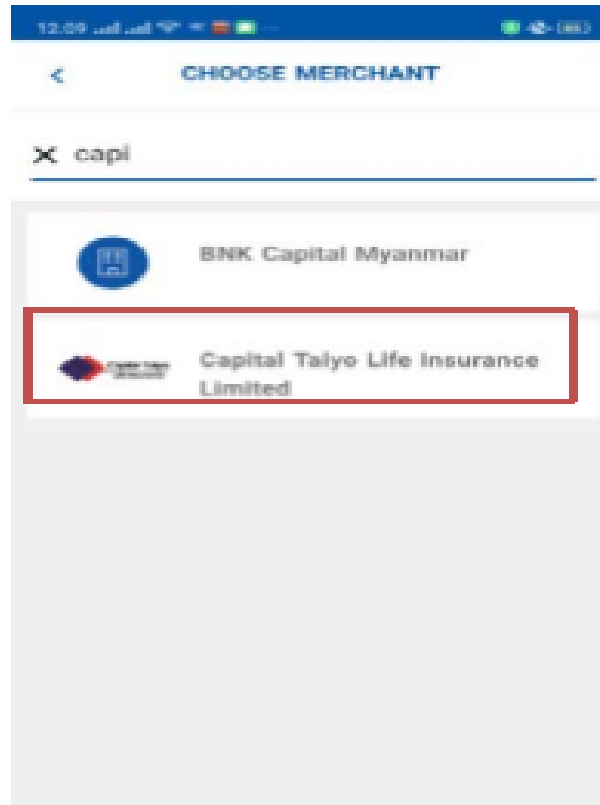 12:09
CHOOSE MERCHANT
capi
BNK Capital Myanmar
Capital Taiyo Life Insurance
Limited